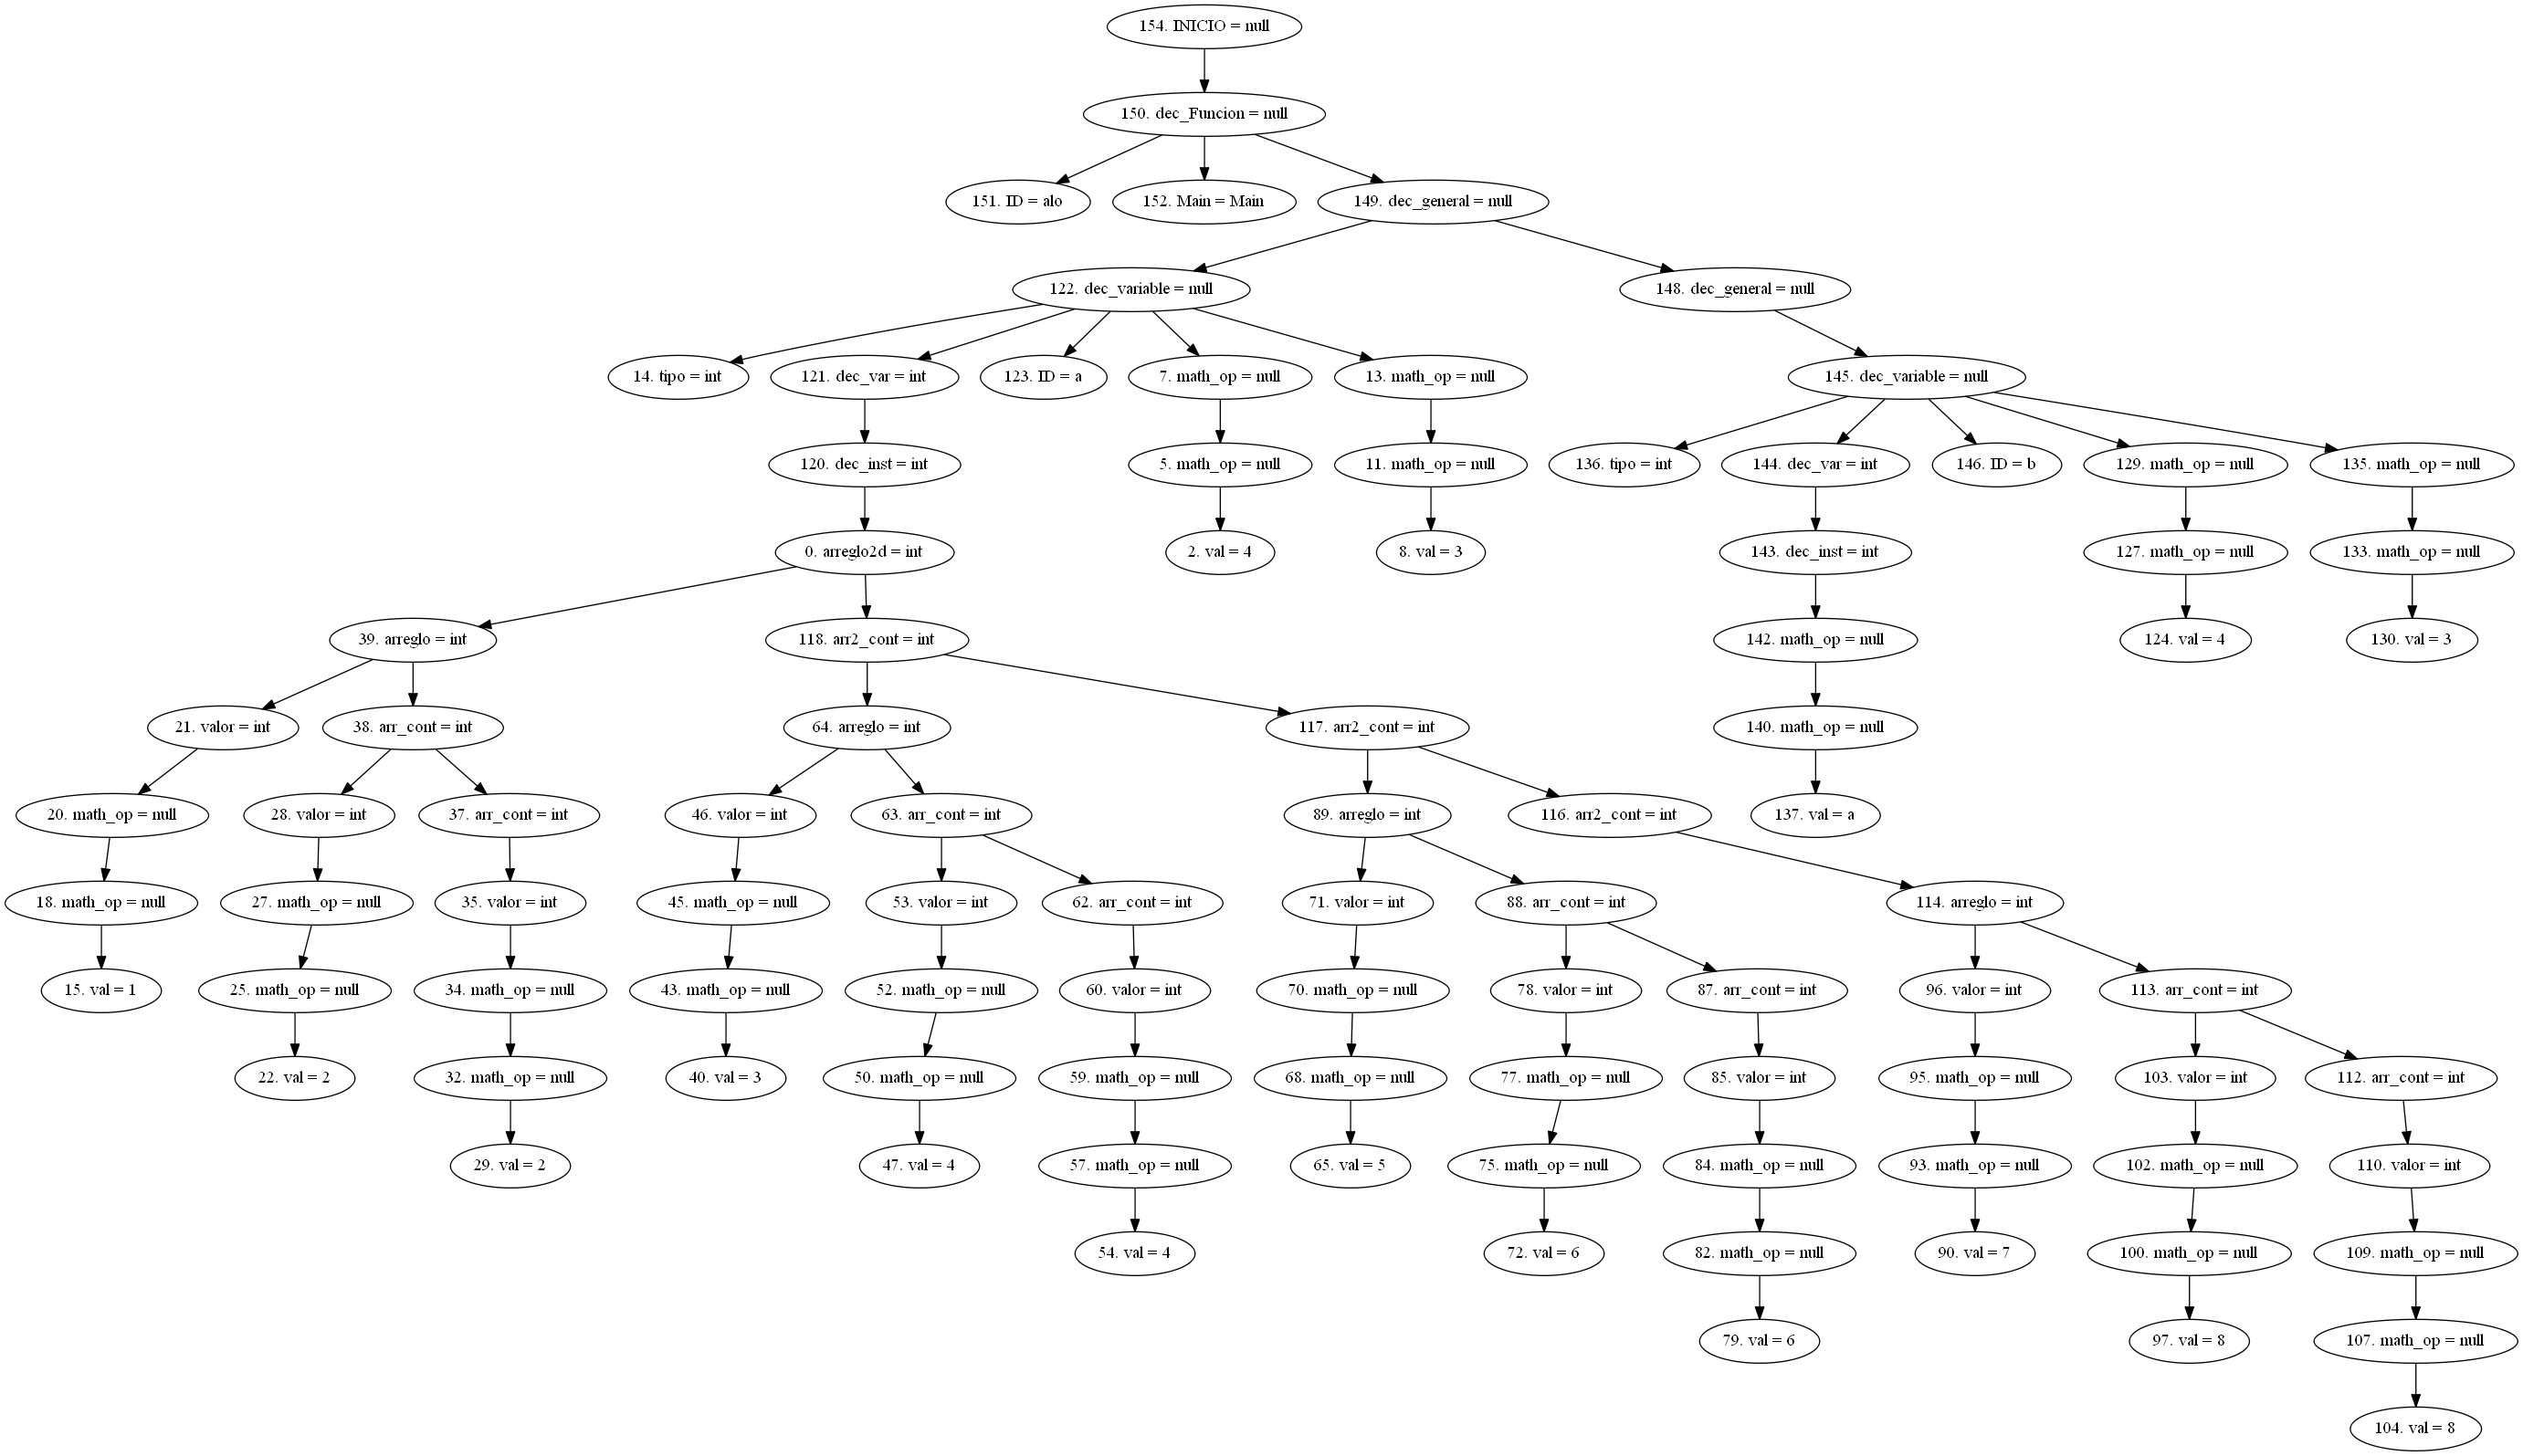 154. INICIO = null
150. dec_Funcion = null
151. ID = alo
152. Main = Main
149. dec_general = null
122. dec_variable = null
148. dec_general = null
14. tipo = int
121. dec_var = int
123. ID = a
7. math_op = null
13. math_op = null
145. dec_variable = null
120. dec_inst = int
5. math_op = null
11. math_op = null
136. tipo = int
144. dec_var = int
146. ID = b
129. math_op = null
135. math_op = null
0. arreglo2d = int
2. val = 4
8. val = 3
143. dec_inst = int
127. math_op = null
133. math_op = null
39. arreglo = int
118. arr2_cont = int
142. math_op = null
124. val = 4
130. val = 3
21. valor = int
38. arr_cont = int
64. arreglo = int
117. arr2_cont = int
140. math_op = null
20. math_op = null
28. valor = int
37. arr_cont = int
46. valor = int
63. arr_cont = int
89. arreglo = int
116. arr2_cont = int
137. val = a
18. math_op = null
27. math_op = null
35. valor = int
45. math_op = null
53. valor = int
62. arr_cont = int
71. valor = int
88. arr_cont = int
114. arreglo = int
15. val = 1
25. math_op = null
34. math_op = null
43. math_op = null
52. math_op = null
60. valor = int
70. math_op = null
78. valor = int
87. arr_cont = int
96. valor = int
113. arr_cont = int
22. val = 2
32. math_op = null
40. val = 3
50. math_op = null
59. math_op = null
68. math_op = null
77. math_op = null
85. valor = int
95. math_op = null
103. valor = int
112. arr_cont = int
29. val = 2
47. val = 4
57. math_op = null
65. val = 5
75. math_op = null
84. math_op = null
93. math_op = null
102. math_op = null
110. valor = int
54. val = 4
72. val = 6
82. math_op = null
90. val = 7
100. math_op = null
109. math_op = null
79. val = 6
97. val = 8
107. math_op = null
104. val = 8